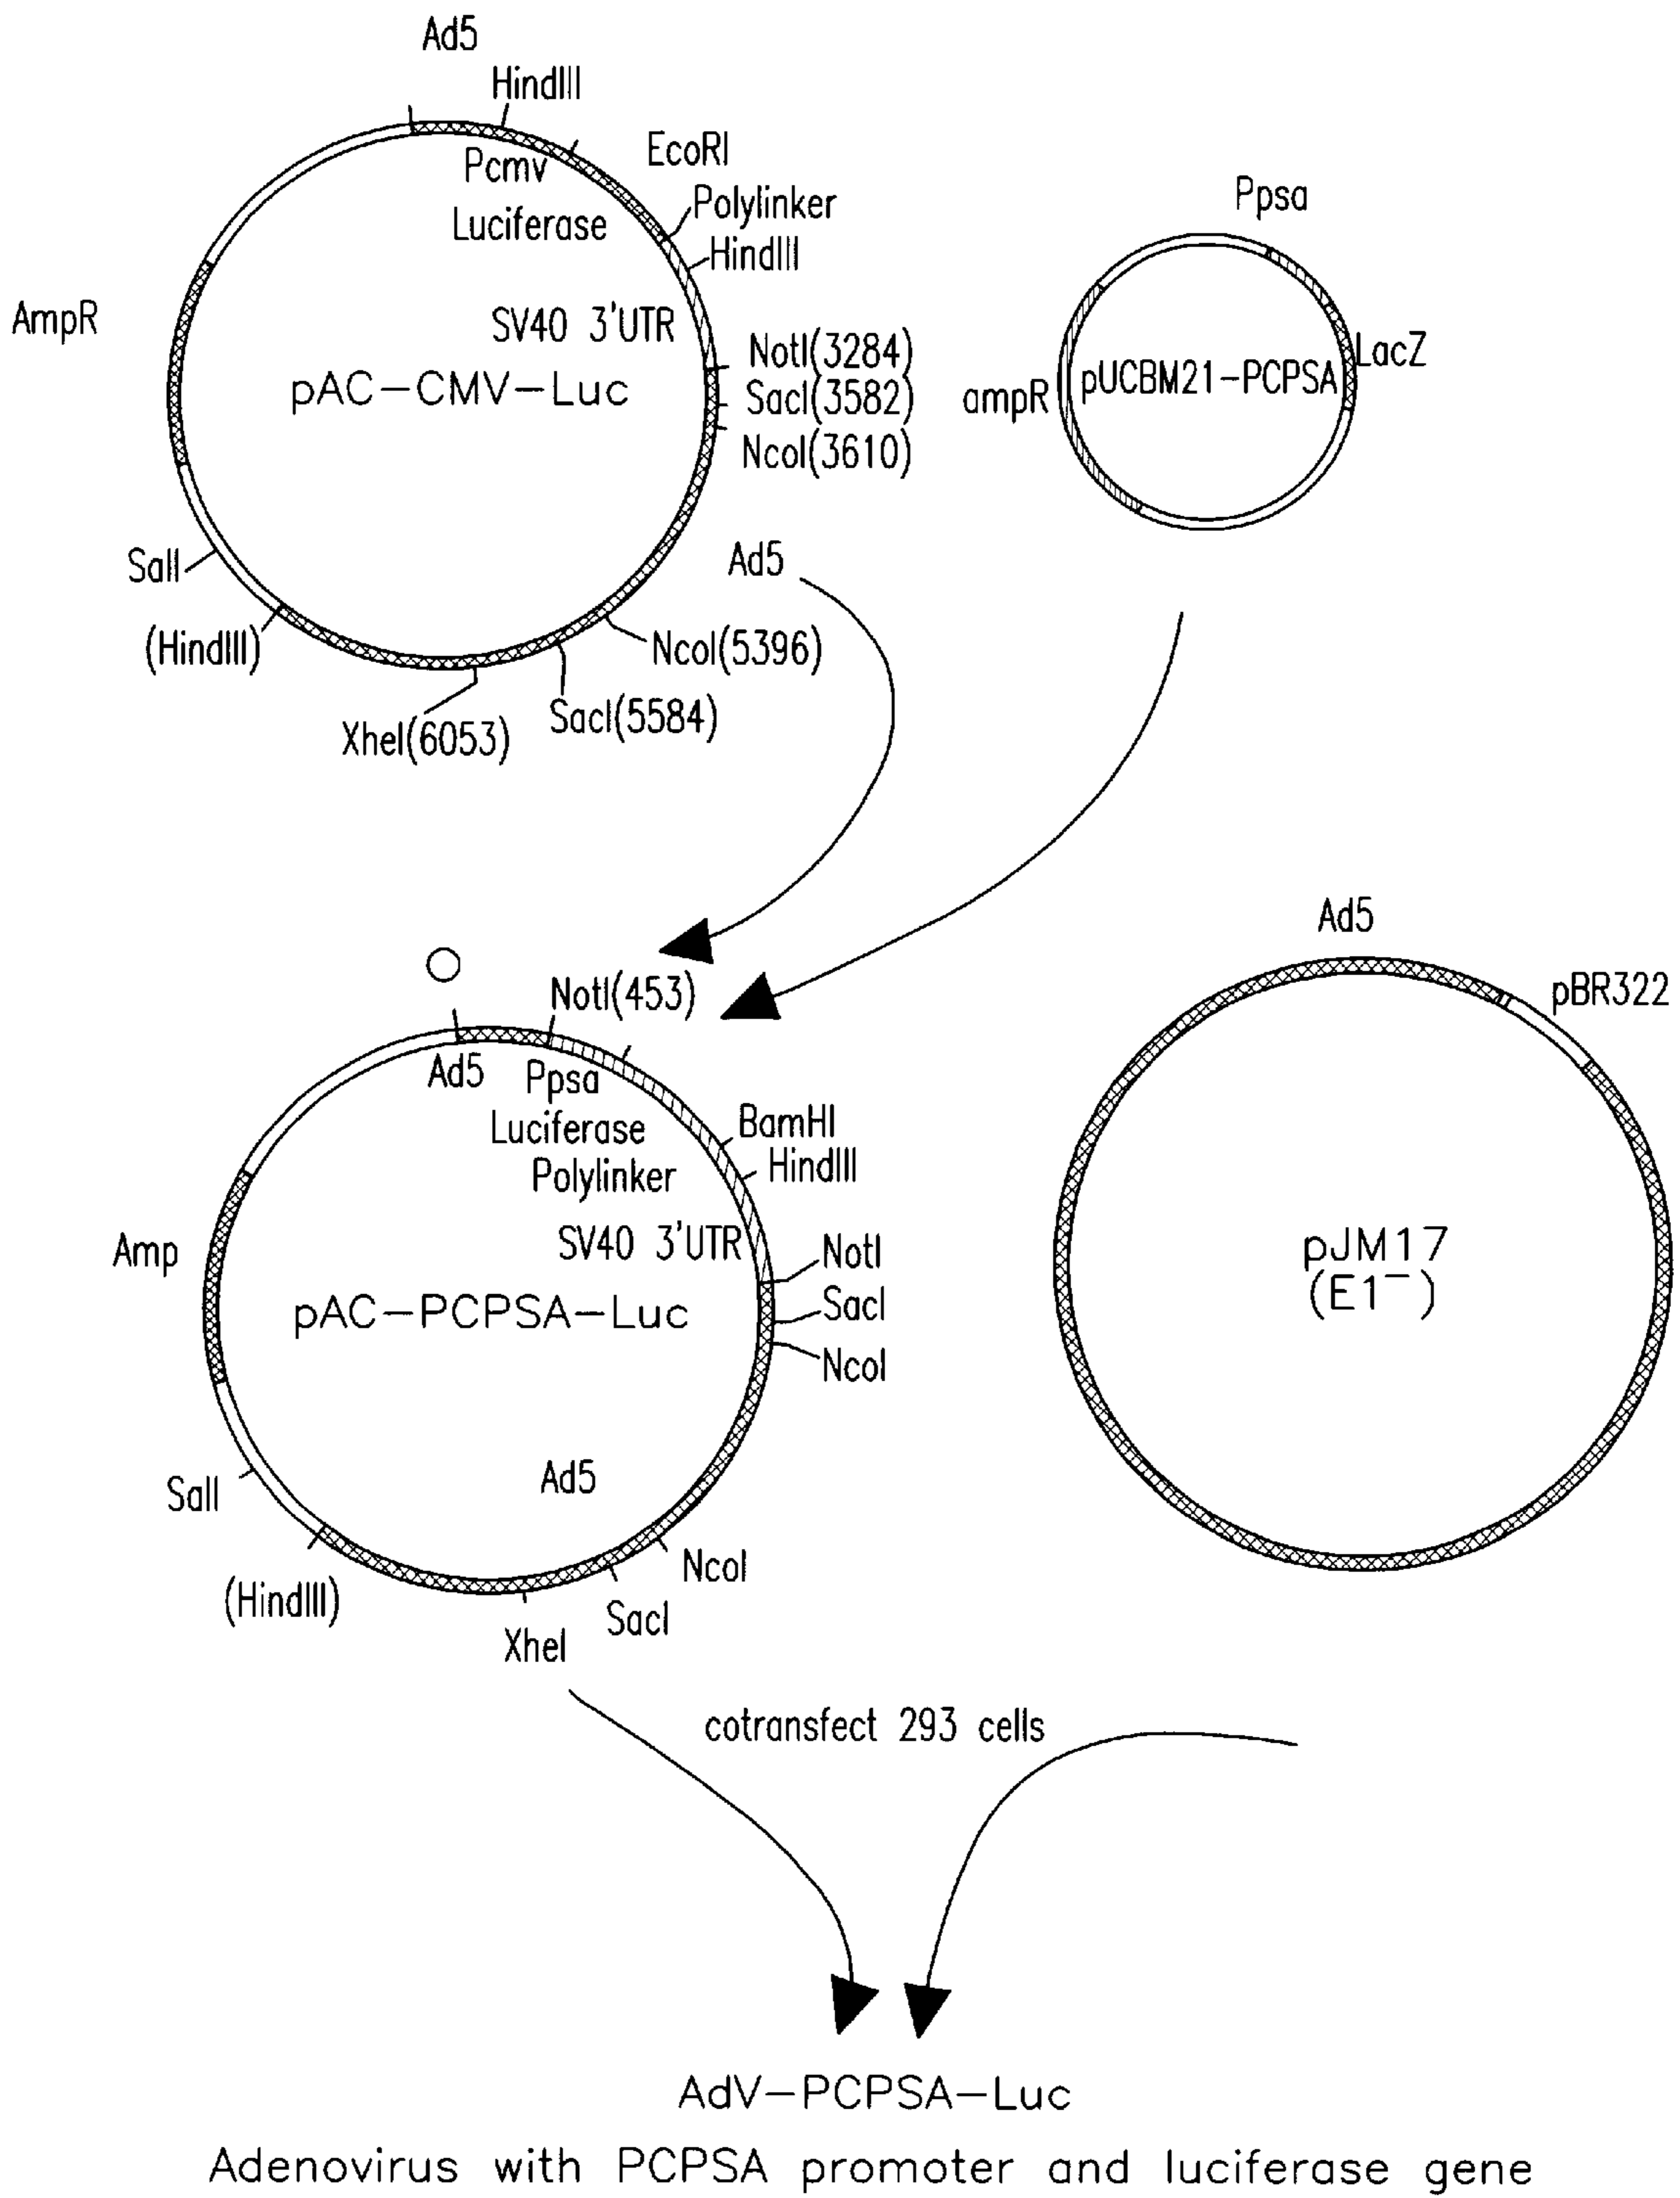 Ad5
HindIII
Pcmv
EcoRI
Polylinker
Luciferase
HindIII
AmpR
SV40 3'UTR
NotI(3284)
pAC-CMV-Luc
SacI(3582)
NcoI(3610)
SalI
Ad5
(HindIII)
NcoI(5396)
SacI(5584)
XheI(6053)
Ppsa
LacZ
pUCBM21-PCPSA
ampR
NotI(453)
Ad5
Ppsa
Luciferase
BamHI
Polylinker
HindIII
Amp
SV40 3'UTR
NotI
pAC-PCPSA-Luc
SacI
NcoI
Ad5
SalI
NcoI
(HindIII)
SacI
XheI
Ad5
pBR322
pJM17
(E1⁻)
cotransfect 293 cells
AdV-PCPSA-Luc
Adenovirus with PCPSA promoter and luciferase gene